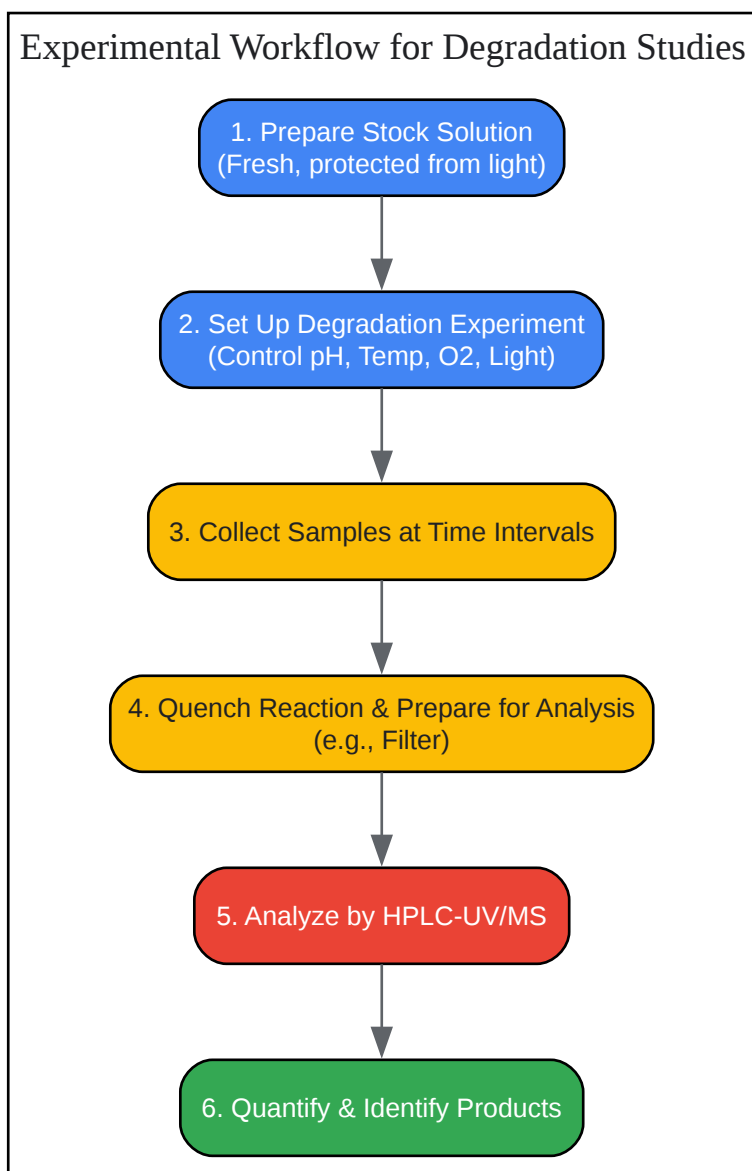 Experimental Workflow for Degradation Studies
1. Prepare Stock Solution
(Fresh, protected from light)
2. Set Up Degradation Experiment
(Control pH, Temp, O2, Light)
3. Collect Samples at Time Intervals
4. Quench Reaction & Prepare for Analysis
(e.g., Filter)
5. Analyze by HPLC-UV/MS
6. Quantify & Identify Products